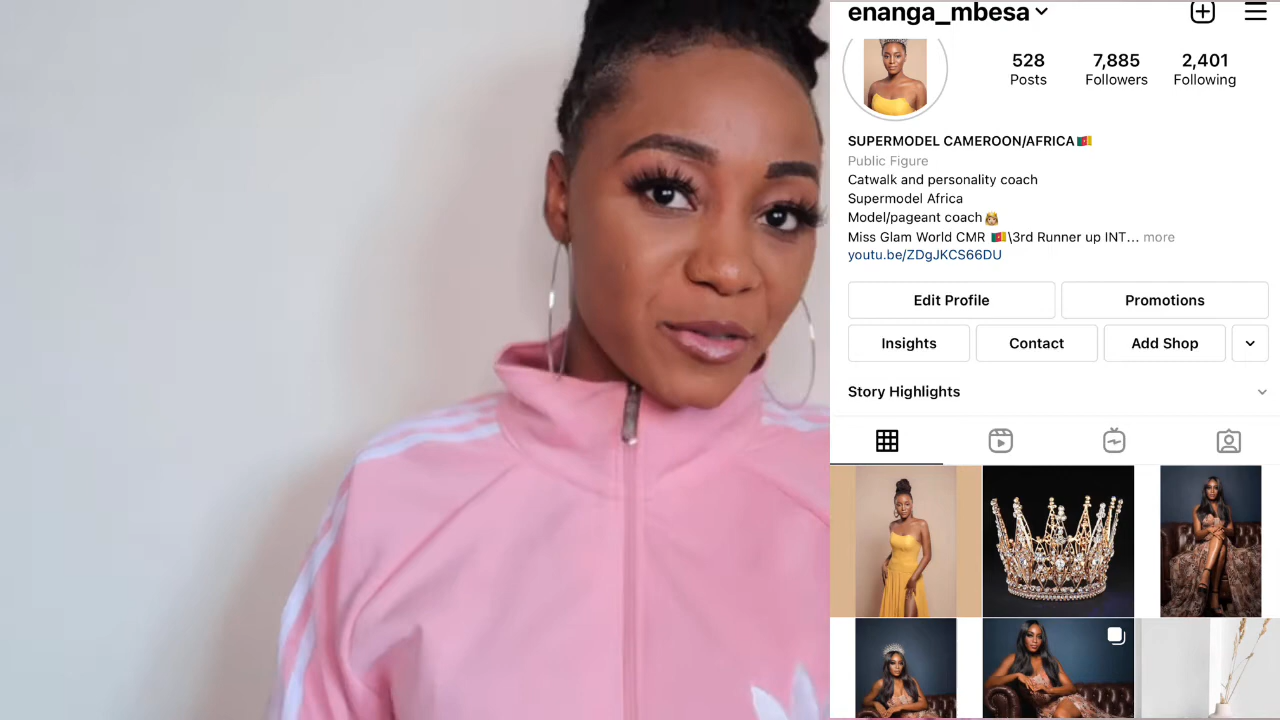 enanga_mbesa
528
7,885
2,401
Posts
Followers
Following
SUPERMODEL CAMEROON/AFRICA🇨🇲
Public Figure
Catwalk and personality coach
Supermodel Africa
Model/pageant coach👸🏼
Miss Glam World CMR 🇨🇲\3rd Runner up INT... more
youtu.be/ZDgJKCS66DU
Edit Profile
Promotions
Insights
Contact
Add Shop
Story Highlights